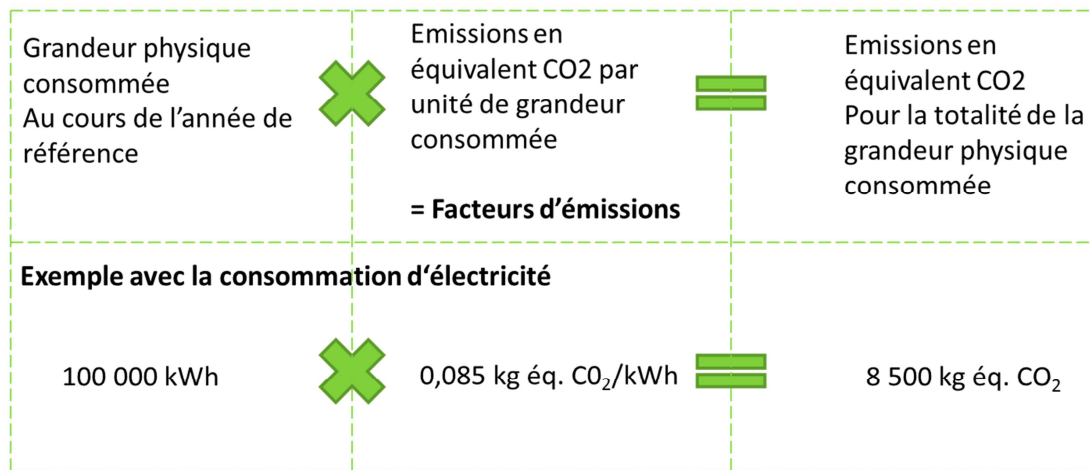 Grandeur physique
consommée
Au cours de l'année de
référence
Emissions en
équivalent CO2 par
unité de grandeur
consommée
= Facteurs d'émissions
Emissions en
équivalent CO2
Pour la totalité de la
grandeur physique
consommée
Exemple avec la consommation d'électricité
100 000 kWh
0,085 kg éq. C0₂/kWh
8 500 kg éq. CO₂